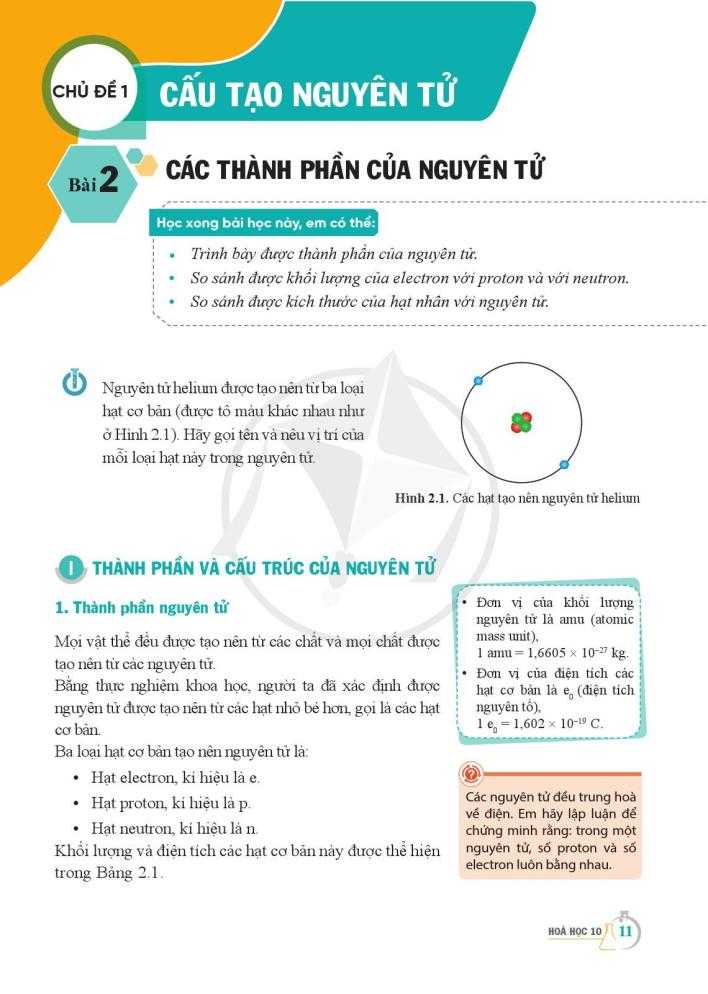 CHỦ ĐỀ 1
CẤU TẠO NGUYÊN TỬ
Bài 2
CÁC THÀNH PHẦN CỦA NGUYÊN TỬ
Học xong bài học này, em có thể:
• Trình bày được thành phần của nguyên tử.
• So sánh được khối lượng của electron với proton và với neutron.
• So sánh được kích thước của hạt nhân với nguyên tử.
Nguyên tử helium được tạo nên từ ba loại
hạt cơ bản (được tô màu khác nhau như
ở Hình 2.1). Hãy gọi tên và nêu vị trí của
mỗi loại hạt này trong nguyên tử.
Hình 2.1. Các hạt tạo nên nguyên tử helium
I THÀNH PHẦN VÀ CẤU TRÚC CỦA NGUYÊN TỬ
1. Thành phần nguyên tử
Mọi vật thể đều được tạo nên từ các chất và mọi chất được
tạo nên từ các nguyên tử.
Bằng thực nghiệm khoa học, người ta đã xác định được
nguyên tử được tạo nên từ các hạt nhỏ bé hơn, gọi là các hạt
cơ bản.
Ba loại hạt cơ bản tạo nên nguyên tử là:
• Hạt electron, kí hiệu là e.
• Hạt proton, kí hiệu là p.
• Hạt neutron, kí hiệu là n.
Khối lượng và điện tích các hạt cơ bản này được thể hiện
trong Bảng 2.1.
• Đơn vị của khối lượng
nguyên tử là amu (atomic
mass unit),
1 amu = 1,6605 × 10⁻²⁷ kg.
• Đơn vị của điện tích các
hạt cơ bản là e₀ (điện tích
nguyên tố),
1 e₀ = 1,602 × 10⁻¹⁹ C.
?
Các nguyên tử đều trung hoà
về điện. Em hãy lập luận để
chứng minh rằng: trong một
nguyên tử, số proton và số
electron luôn bằng nhau.
HOÁ HỌC 10 11